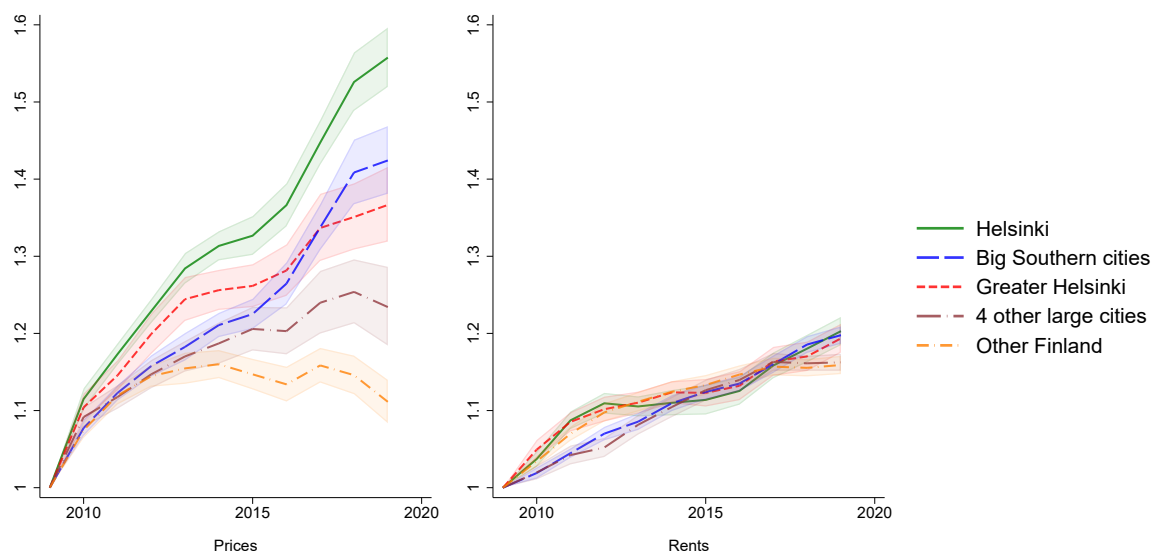 1
1.1
1.2
1.3
1.4
1.5
1.6
2010
2015
2020
Prices
1
1.1
1.2
1.3
1.4
1.5
1.6
2010
2015
2020
Rents
Helsinki
Big Southern cities
Greater Helsinki
4 other large cities
Other Finland